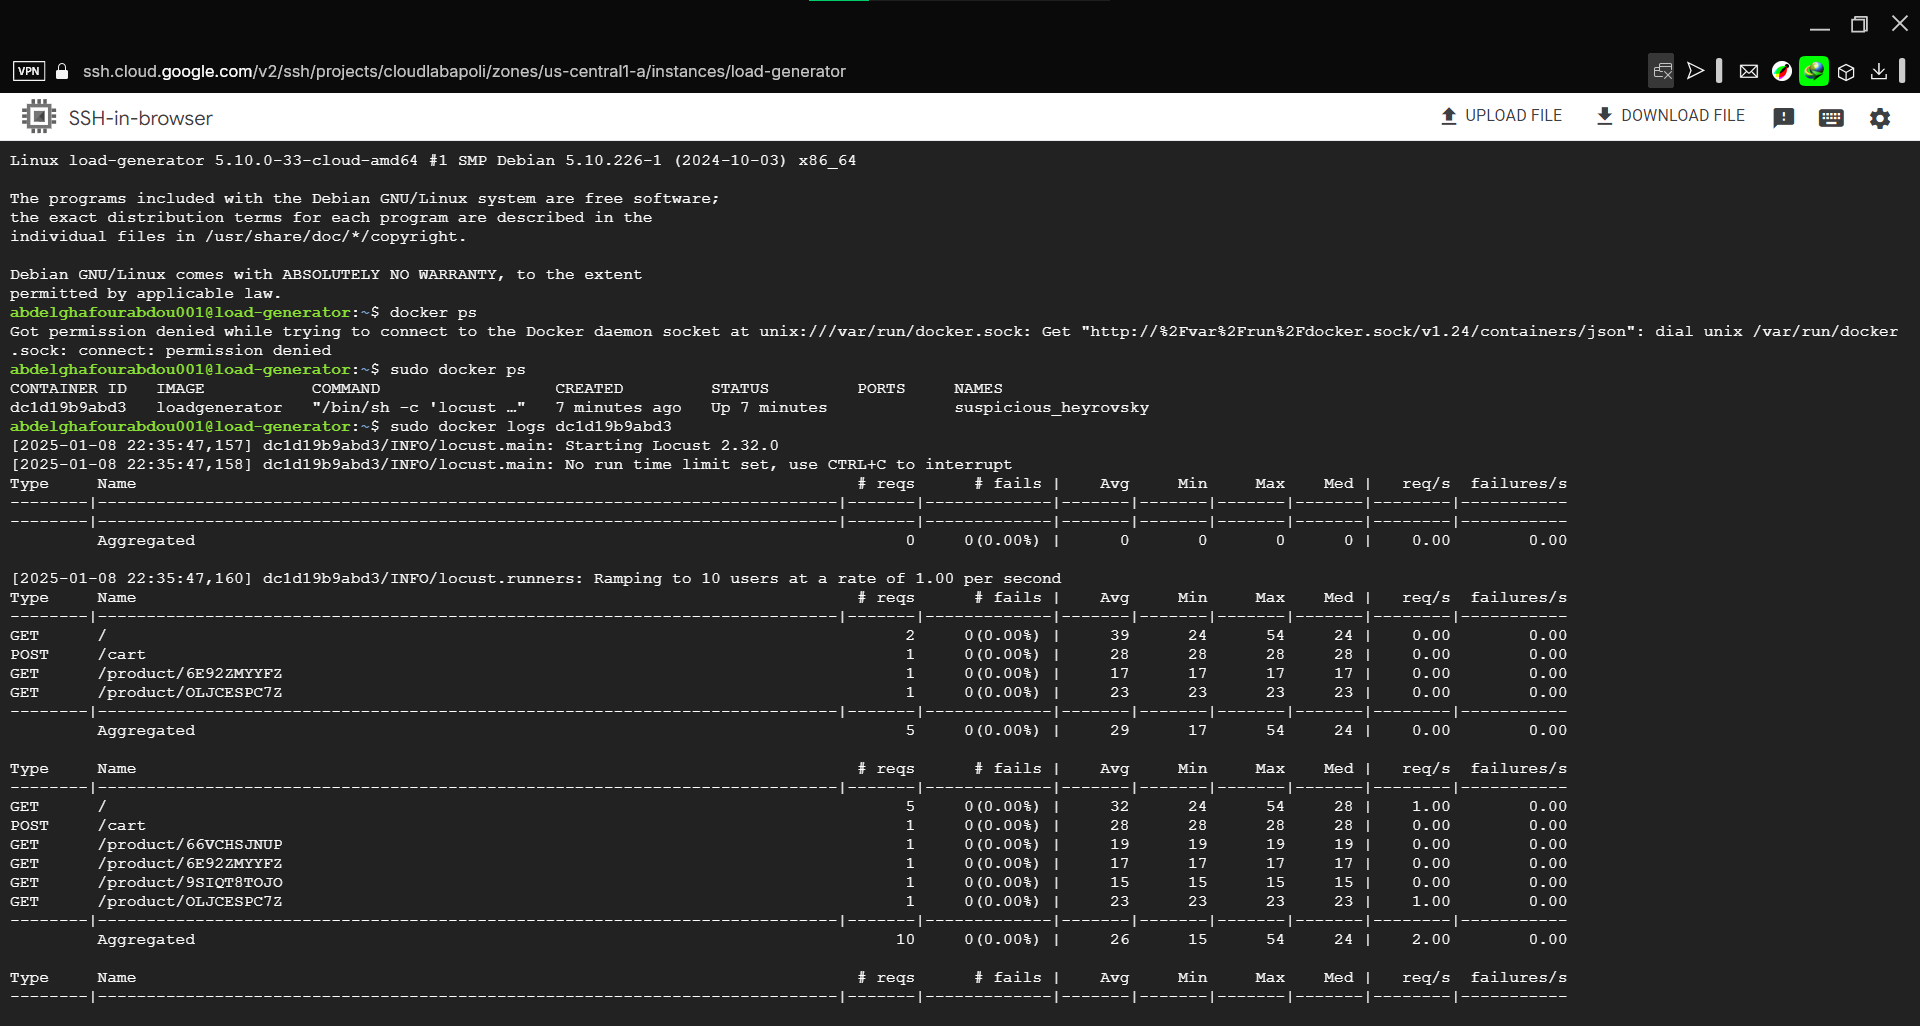 VPN ssh.cloud.google.com/v2/ssh/projects/cloudlabapoli/zones/us-central1-a/instances/load-generator
SSH-in-browser UPLOAD FILE DOWNLOAD FILE
Linux load-generator 5.10.0-33-cloud-amd64 #1 SMP Debian 5.10.226-1 (2024-10-03) x86_64
The programs included with the Debian GNU/Linux system are free software;
the exact distribution terms for each program are described in the
individual files in /usr/share/doc/*/copyright.
Debian GNU/Linux comes with ABSOLUTELY NO WARRANTY, to the extent
permitted by applicable law.
abdelghafourabdou001@load-generator:~$ docker ps
Got permission denied while trying to connect to the Docker daemon socket at unix:///var/run/docker.sock: Get "http://%2Fvar%2Frun%2Fdocker.sock/v1.24/containers/json": dial unix /var/run/docker
.sock: connect: permission denied
abdelghafourabdou001@load-generator:~$ sudo docker ps
CONTAINER ID   IMAGE           COMMAND                  CREATED         STATUS         PORTS     NAMES
dc1d19b9abd3   loadgenerator   "/bin/sh -c 'locust …"   7 minutes ago   Up 7 minutes             suspicious_heyrovsky
abdelghafourabdou001@load-generator:~$ sudo docker logs dc1d19b9abd3
[2025-01-08 22:35:47,157] dc1d19b9abd3/INFO/locust.main: Starting Locust 2.32.0
[2025-01-08 22:35:47,158] dc1d19b9abd3/INFO/locust.main: No run time limit set, use CTRL+C to interrupt
Type     Name     # reqs     # fails |     Avg     Min     Max     Med |     req/s     failures/s
--------|----------------------------------------------------------------------------|-------|-------------|-------|-------|-------|-------|--------|-----------
--------|----------------------------------------------------------------------------|-------|-------------|-------|-------|-------|-------|--------|-----------
Aggregated     0     0(0.00%) |     0     0     0     0 |     0.00     0.00
[2025-01-08 22:35:47,160] dc1d19b9abd3/INFO/locust.runners: Ramping to 10 users at a rate of 1.00 per second
Type     Name     # reqs     # fails |     Avg     Min     Max     Med |     req/s     failures/s
--------|----------------------------------------------------------------------------|-------|-------------|-------|-------|-------|-------|--------|-----------
GET     /     2     0(0.00%) |     39     24     54     24 |     0.00     0.00
POST     /cart     1     0(0.00%) |     28     28     28     28 |     0.00     0.00
GET     /product/6E92ZMYYFZ     1     0(0.00%) |     17     17     17     17 |     0.00     0.00
GET     /product/OLJCESPC7Z     1     0(0.00%) |     23     23     23     23 |     0.00     0.00
--------|----------------------------------------------------------------------------|-------|-------------|-------|-------|-------|-------|--------|-----------
Aggregated     5     0(0.00%) |     29     17     54     24 |     0.00     0.00
Type     Name     # reqs     # fails |     Avg     Min     Max     Med |     req/s     failures/s
--------|----------------------------------------------------------------------------|-------|-------------|-------|-------|-------|-------|--------|-----------
GET     /     5     0(0.00%) |     32     24     54     28 |     1.00     0.00
POST     /cart     1     0(0.00%) |     28     28     28     28 |     0.00     0.00
GET     /product/66VCHSJNUP     1     0(0.00%) |     19     19     19     19 |     0.00     0.00
GET     /product/6E92ZMYYFZ     1     0(0.00%) |     17     17     17     17 |     0.00     0.00
GET     /product/9SIQT8TOJO     1     0(0.00%) |     15     15     15     15 |     0.00     0.00
GET     /product/OLJCESPC7Z     1     0(0.00%) |     23     23     23     23 |     1.00     0.00
--------|----------------------------------------------------------------------------|-------|-------------|-------|-------|-------|-------|--------|-----------
Aggregated     10     0(0.00%) |     26     15     54     24 |     2.00     0.00
Type     Name     # reqs     # fails |     Avg     Min     Max     Med |     req/s     failures/s
--------|----------------------------------------------------------------------------|-------|-------------|-------|-------|-------|-------|--------|-----------